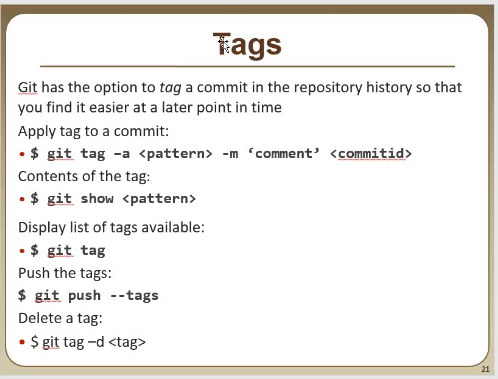 Tags
Git has the option to tag a commit in the repository history so that
you find it easier at a later point in time
Apply tag to a commit:
• $ git tag –a <pattern> -m ‘comment’ <commitid>
Contents of the tag:
• $ git show <pattern>
Display list of tags available:
• $ git tag
Push the tags:
$ git push --tags
Delete a tag:
• $ git tag –d <tag>
21